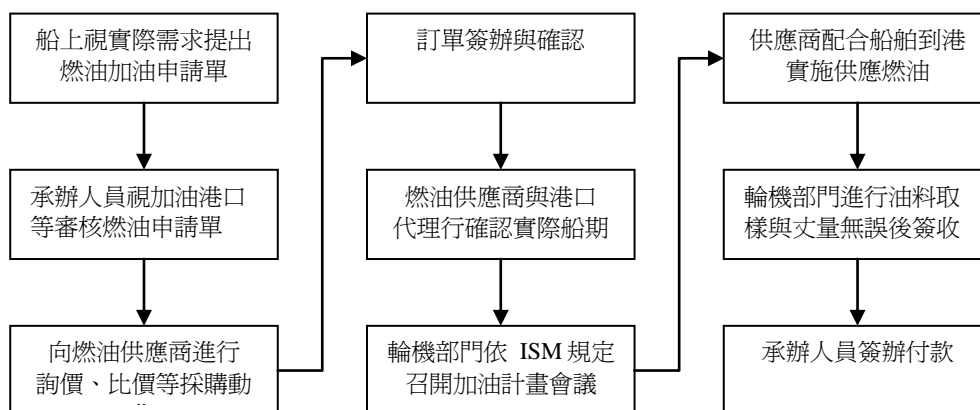 船上視實際需求提出
燃油加油申請單
承辦人員視加油港口
等審核燃油申請單
向燃油供應商進行
詢價、比價等採購動
訂單簽辦與確認
燃油供應商與港口
代理行確認實際船期
輪機部門依 ISM 規定
召開加油計畫會議
供應商配合船舶到港
實施供應燃油
輪機部門進行油料取
樣與丈量無誤後簽收
承辦人員簽辦付款